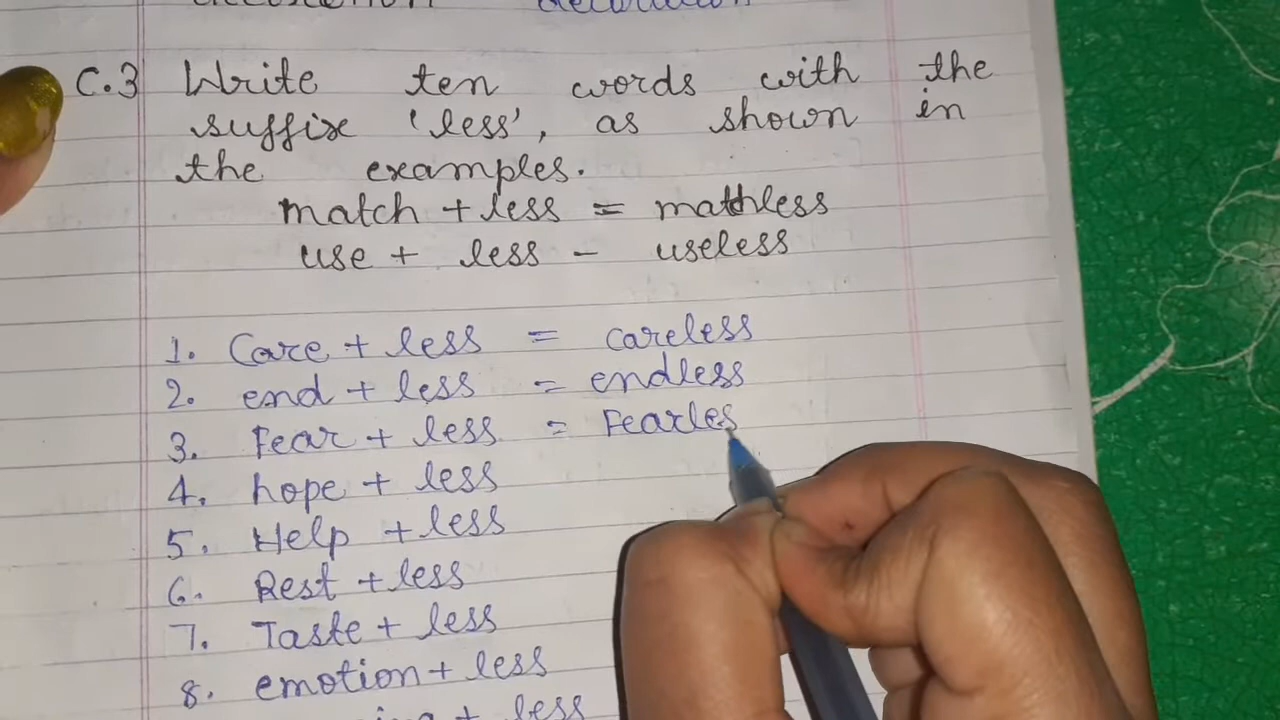 C.3 Write ten words with the
suffix 'less', as shown in
the examples.
match + less = mathless
use + less - useless
1. Care + less = careless
2. end + less = endless
3. Fear + less = Fearles
4. hope + less
5. Help + less
6. Rest + less
7. Taste + less
8. emotion + less
+ less